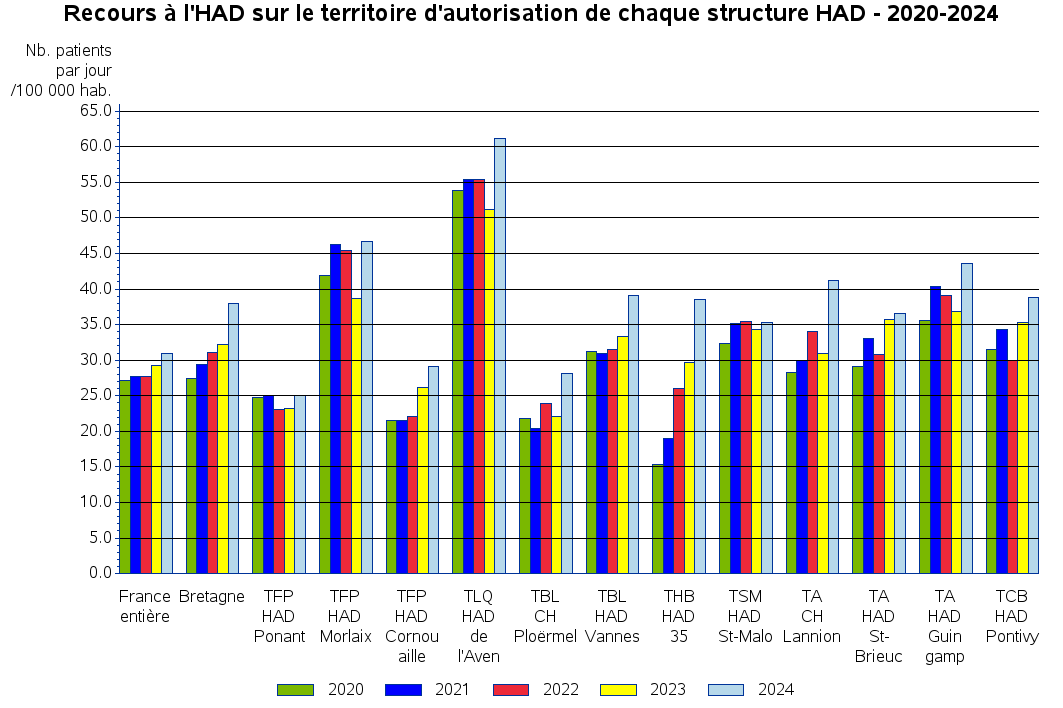 Recours à l'HAD sur le territoire d'autorisation de chaque structure HAD - 2020-2024
Nb. patients
par jour
/100 000 hab.
65.0
60.0
55.0
50.0
45.0
40.0
35.0
30.0
25.0
20.0
15.0
10.0
5.0
0.0
France
entière
Bretagne
TFP
HAD
Ponant
TFP
HAD
Morlaix
TFP
HAD
Cornou
aille
TLQ
HAD
de
l'Aven
TBL
CH
Ploërmel
TBL
HAD
Vannes
THB
HAD
35
TSM
HAD
St-Malo
TA
CH
Lannion
TA
HAD
St-
Brieuc
TA
HAD
Guin
gamp
TCB
HAD
Pontivy
2020
2021
2022
2023
2024